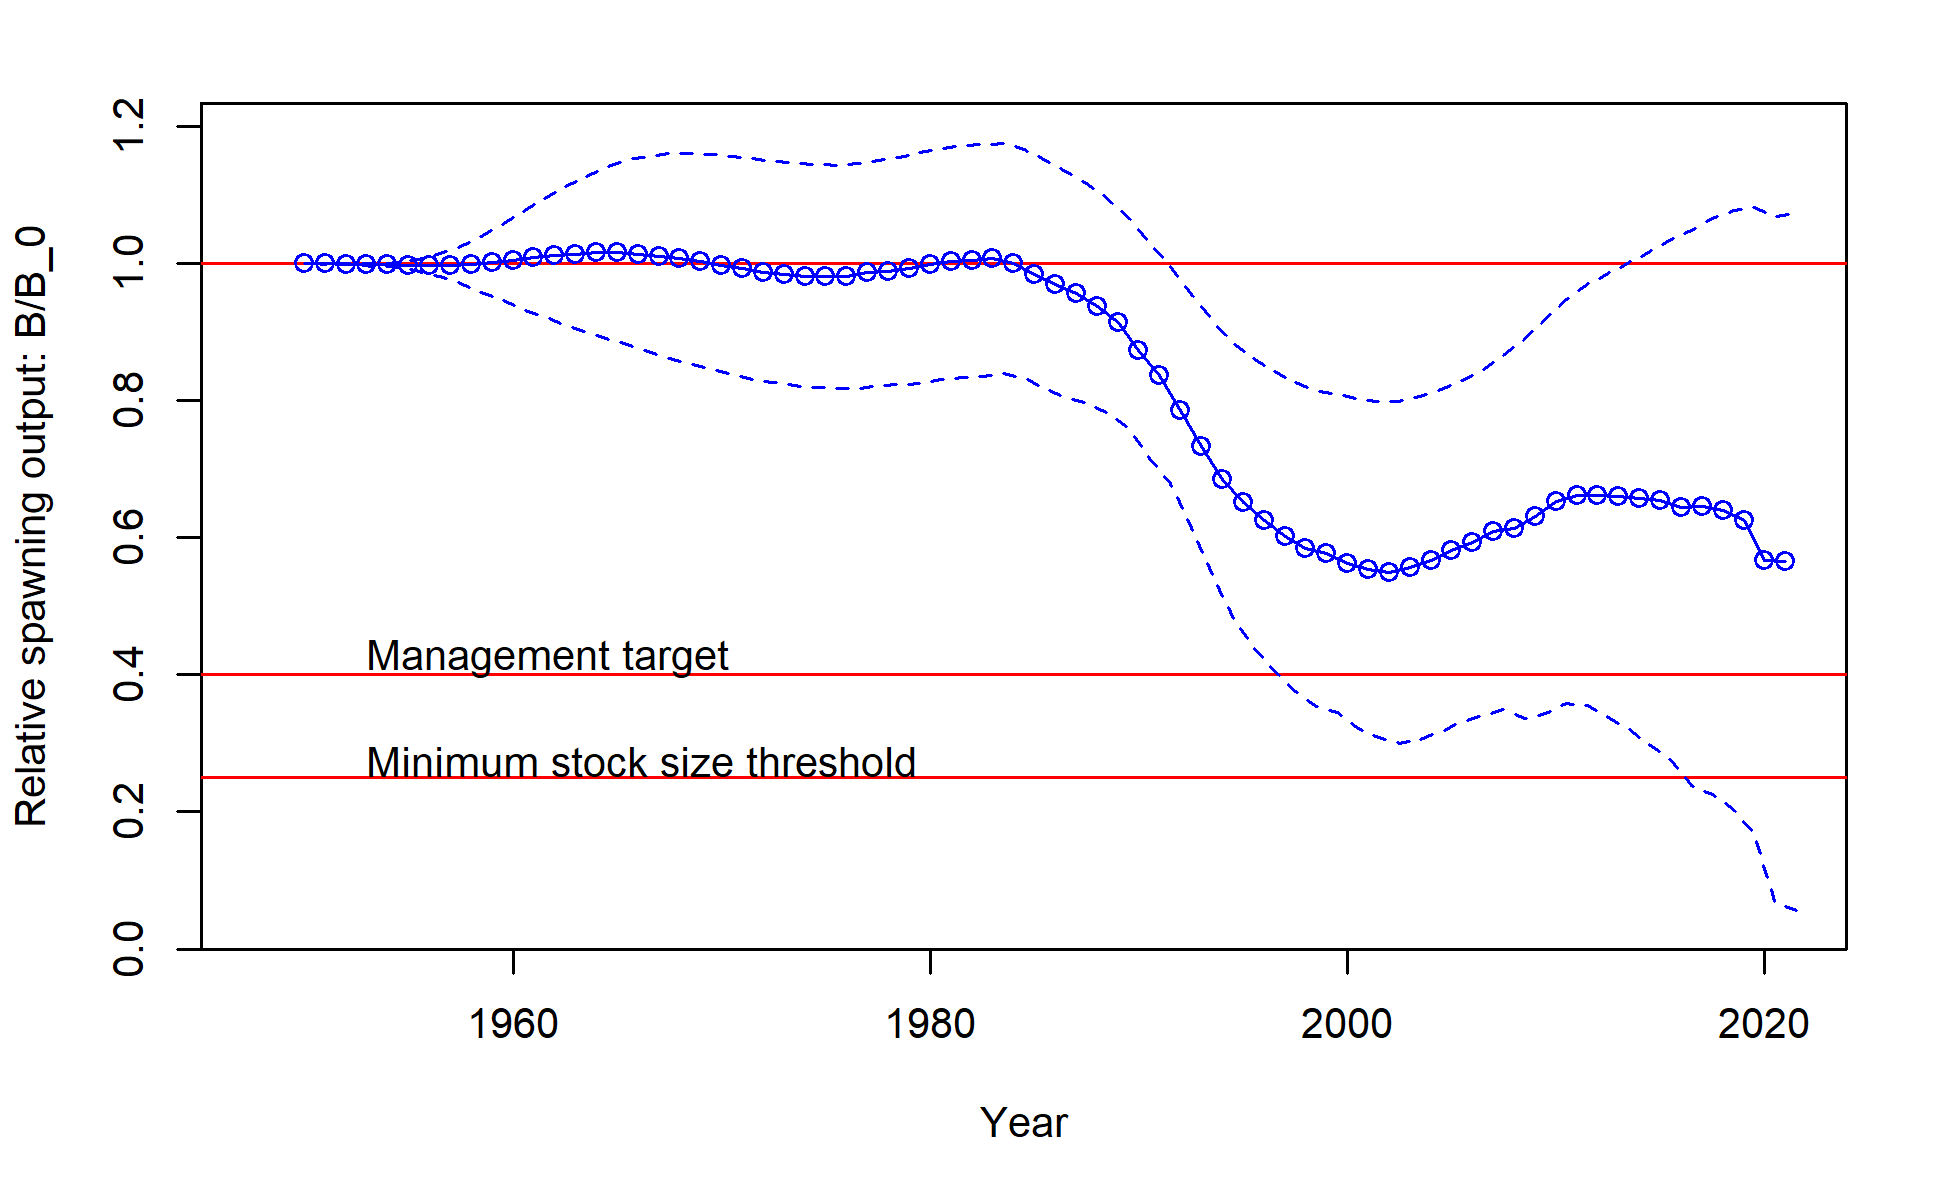 Relative spawning output: B/B_0
1.2
1.0
0.8
0.6
0.4
0.2
0.0
Management target
Minimum stock size threshold
1960 1980 2000 2020
Year